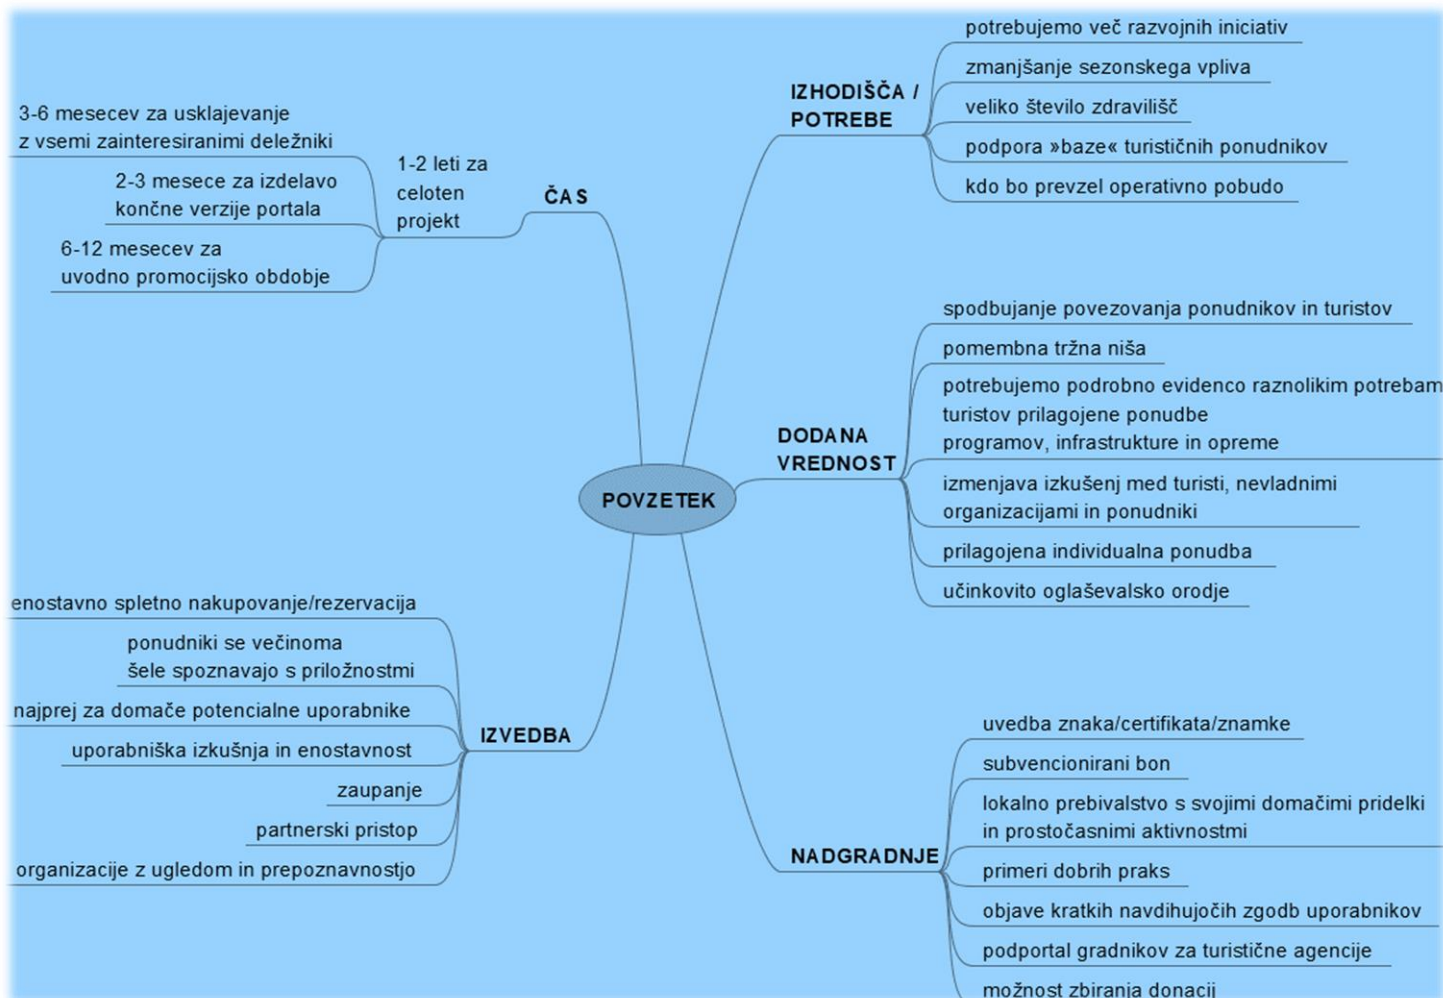 POVZETEK
IZHODIŠČA /
POTREBE
potrebujemo več razvojnih iniciativ
zmanjšanje sezonskega vpliva
veliko število zdravilišč
podpora »baze« turističnih ponudnikov
kdo bo prevzel operativno pobudo
DODANA
VREDNOST
spodbujanje povezovanja ponudnikov in turistov
pomembna tržna niša
potrebujemo podrobno evidenco raznolikim potrebam
turistov prilagojene ponudbe
programov, infrastrukture in opreme
izmenjava izkušenj med turisti, nevladnimi
organizacijami in ponudniki
prilagojena individualna ponudba
učinkovito oglaševalsko orodje
NADGRADNJE
uvedba znaka/certifikata/znamke
subvencionirani bon
lokalno prebivalstvo s svojimi domačimi pridelki
in prostočasnimi aktivnostmi
primeri dobrih praks
objave kratkih navdihujočih zgodb uporabnikov
podportal gradnikov za turistične agencije
možnost zbiranja donacij
ČAS
1-2 leti za
celoten
projekt
3-6 mesecev za usklajevanje
z vsemi zainteresiranimi deležniki
2-3 mesece za izdelavo
končne verzije portala
6-12 mesecev za
uvodno promocijsko obdobje
IZVEDBA
enostavno spletno nakupovanje/rezervacija
ponudniki se večinoma
šele spoznavajo s priložnostmi
najprej za domače potencialne uporabnike
uporabniška izkušnja in enostavnost
zaupanje
partnerski pristop
organizacije z ugledom in prepoznavnostjo